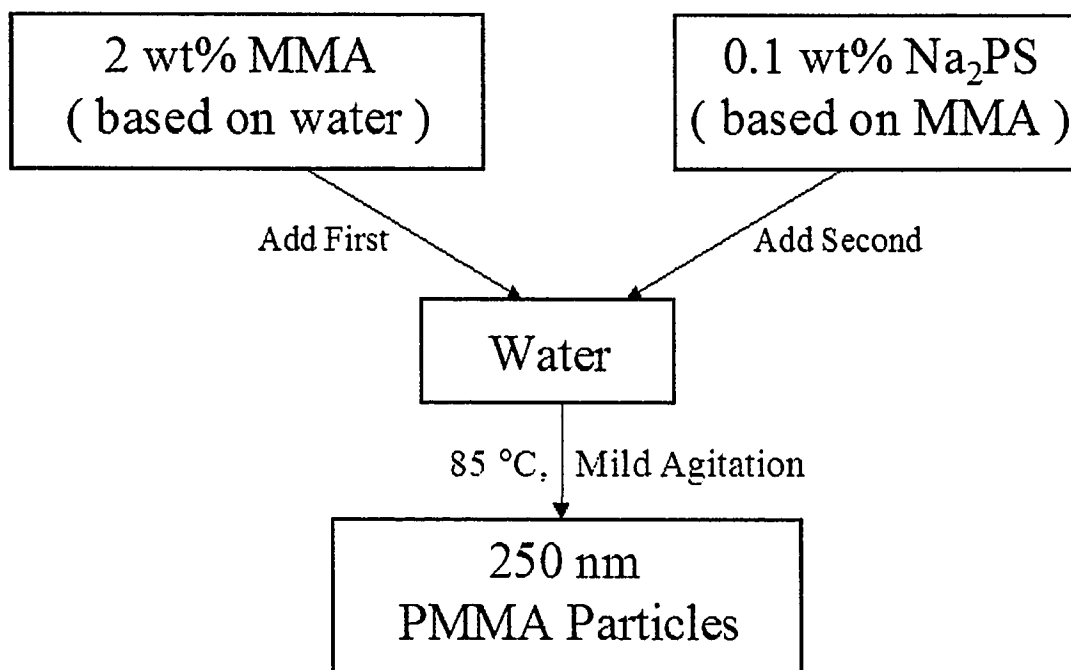 2 wt% MMA
( based on water )
0.1 wt% Na₂PS
( based on MMA )
Add First
Add Second
Water
85 °C, Mild Agitation
250 nm
PMMA Particles